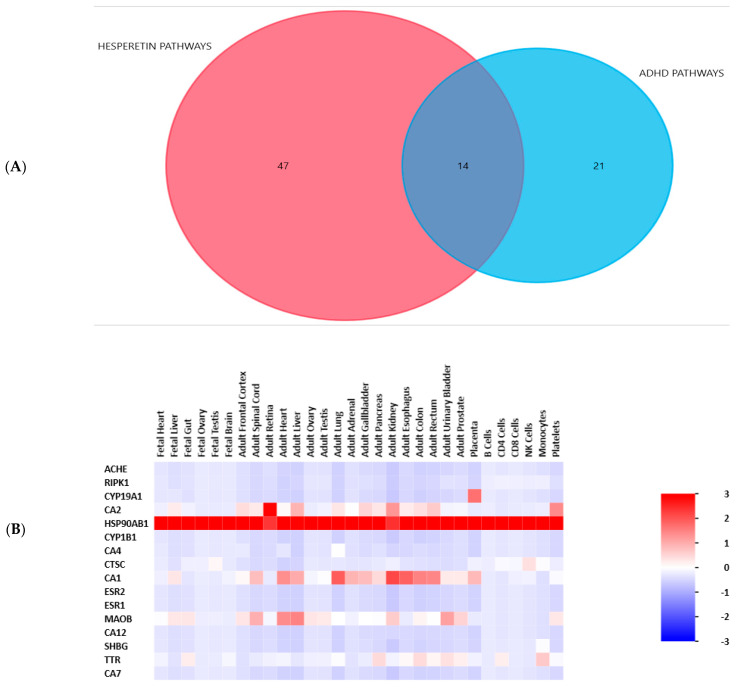 HESPERETIN PATHWAYS
ADHD PATHWAYS
(A)
47
14
21
Fetal Heart
Fetal Liver
Fetal Gut
Fetal Ovary
Fetal Testis
Fetal Brain
Adult Frontal Cortex
Adult Spinal Cord
Adult Retina
Adult Heart
Adult Liver
Adult Ovary
Adult Testis
Adult Lung
Adult Adrenal
Adult Gallbladder
Adult Pancreas
Adult Kidney
Adult Esophagus
Adult Colon
Adult Rectum
Adult Urinary Bladder
Adult Prostate
Placenta
B Cells
CD4 Cells
CD8 Cells
NK Cells
Monocytes
Platelets
(B)
ACHE
RIPK1
CYP19A1
CA2
HSP90AB1
CYP1B1
CA4
CTSC
CA1
ESR2
ESR1
MAOB
CA12
SHBG
TTR
CA7
3
2
1
0
-1
-2
-3